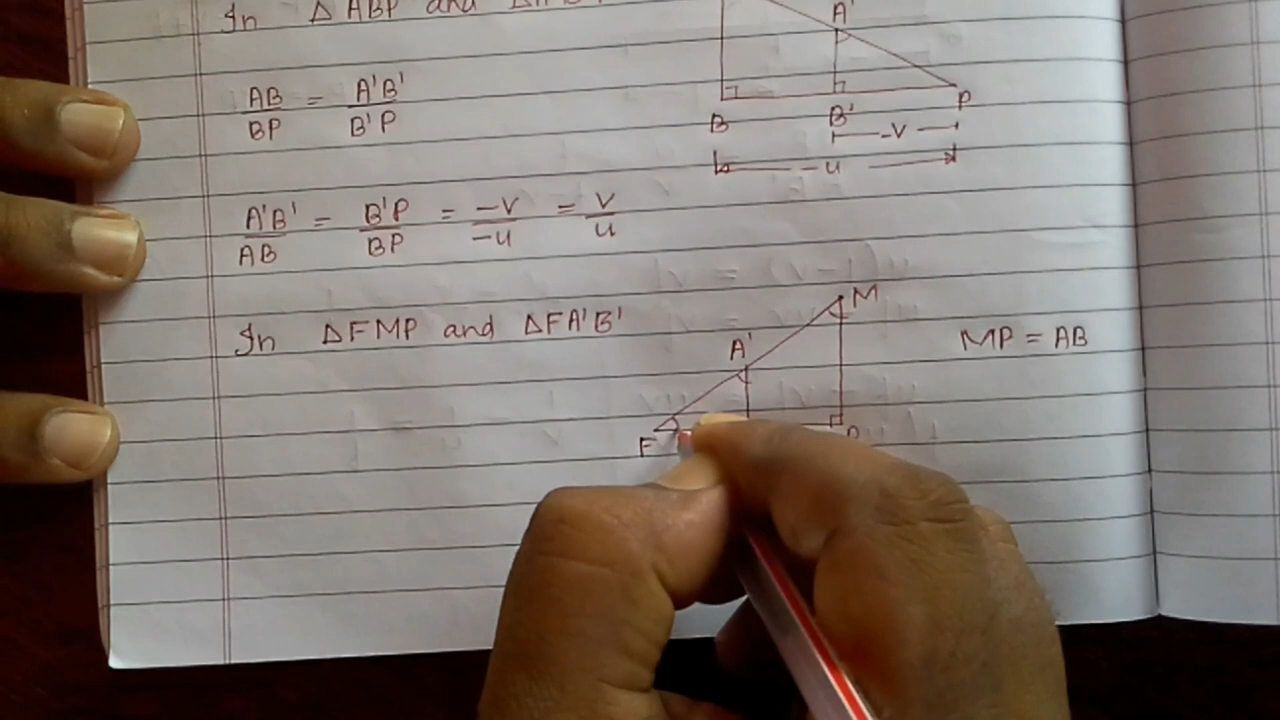 In ΔABP and
A'
AB/BP = A'B'/B'P
B B' P
-v
-u
A'B'/AB = B'P/BP = -v/-u = v/u
M
In ΔFMP and ΔFA'B'
MP = AB
A'
F